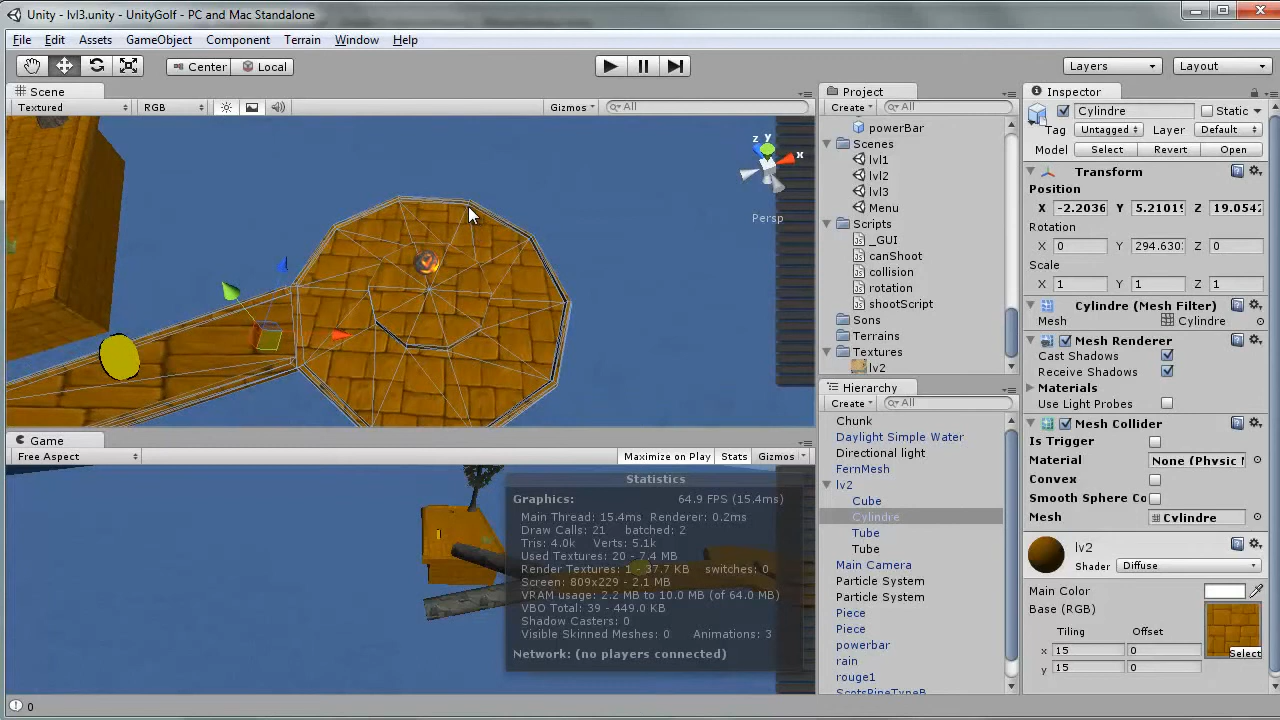 Unity - lvl3.unity - UnityGolf - PC and Mac Standalone
File Edit Assets GameObject Component Terrain Window Help
Center Local Layers Layout
Scene
Textured RGB Gizmos All
z y x
Persp
Game
Free Aspect Maximize on Play Stats Gizmos
Statistics
Graphics: 64.9 FPS (15.4ms)
Main Thread: 15.4ms Renderer: 0.2ms
Draw Calls: 21 batched: 2
Tris: 4.0k Verts: 5.1k
Used Textures: 20 - 7.4 MB
Render Textures: 1 - 37.7 KB switches: 0
Screen: 809x229 - 2.1 MB
VRAM usage: 2.2 MB to 10.0 MB (of 64.0 MB)
VBO Total: 39 - 449.0 KB
Shadow Casters: 0
Visible Skinned Meshes: 0 Animations: 3
Network: (no players connected)
Project
Create All
powerBar
Scenes
lvl1
lvl2
lvl3
Menu
Scripts
_GUI
canShoot
collision
rotation
shootScript
Sons
Terrains
Textures
lv2
Hierarchy
Create All
Chunk
Daylight Simple Water
Directional light
FernMesh
lv2
Cube
Cylindre
Tube
Tube
Main Camera
Particle System
Particle System
Piece
Piece
powerbar
rain
rouge1
ScotsPineTypeB
Inspector
Cylindre Static
Tag Untagged Layer Default
Model Select Revert Open
Transform
Position
X -2.2036 Y 5.2101 Z 19.0542
Rotation
X 0 Y 294.630 Z 0
Scale
X 1 Y 1 Z 1
Cylindre (Mesh Filter)
Mesh Cylindre
Mesh Renderer
Cast Shadows
Receive Shadows
Materials
Use Light Probes
Mesh Collider
Is Trigger
Material None (Physic M
Convex
Smooth Sphere Co
Mesh Cylindre
lv2
Shader Diffuse
Main Color
Base (RGB)
Tiling Offset
x 15 0
y 15 0
Select
0